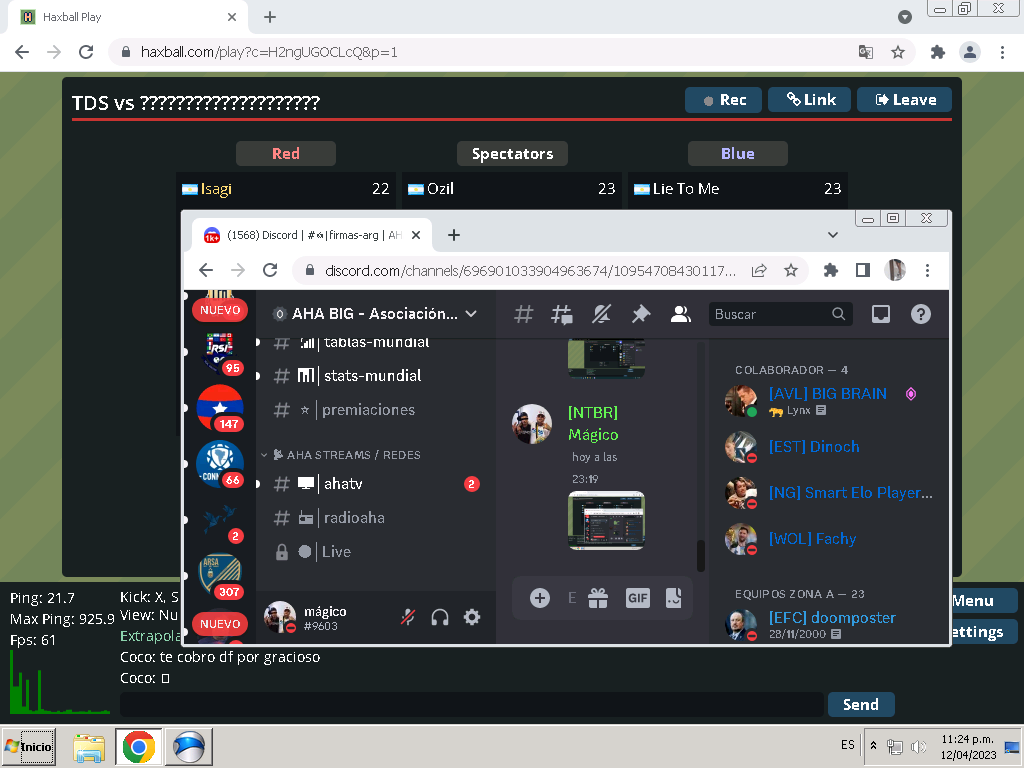 Haxball Play
haxball.com/play?c=H2ngUGOCLcQ&p=1
TDS vs ????????????????????
Rec
Link
Leave
Red
Spectators
Blue
Isagi 22
Ozil 23
Lie To Me 23
(1568) Discord | #
|firmas-arg | AH
discord.com/channels/696901033904963674/10954708430117...
NUEVO
95
147
66
2
307
NUEVO
AHA BIG - Asociación...
| tablas-mundial
| stats-mundial
| premiaciones
AHA STREAMS / REDES
| ahatv 2
| radioaha
| Live
mágico
#9603
Buscar
[NTBR]
Mágico
hoy a las
23:19
E
GIF
COLABORADOR — 4
[AVL] BIG BRAIN
Lynx
[EST] Dinoch
[NG] Smart Elo Player...
[WOL] Fachy
EQUIPOS ZONA A — 23
[EFC] doomposter
28/11/2000
Ping: 21.7
Max Ping: 925.9
Fps: 61
Kick: X, S
View: Nu
Extrapola
Coco: te cobro df por gracioso
Coco:
Menu
ettings
Send
Inicio
ES
11:24 p.m.
12/04/2023